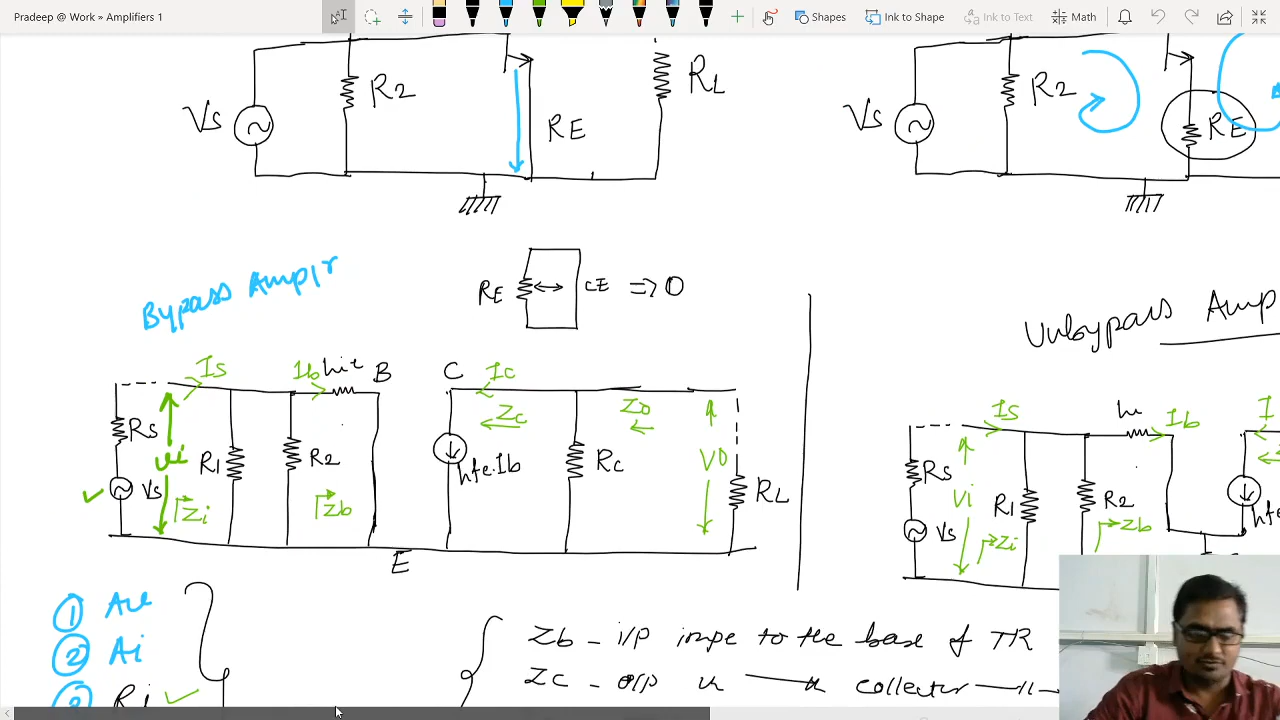 Pradeep @ Work » Amplifiers 1
Shapes
Ink to Shape
Ink to Text
Math
Vs
R2
RE
RL
Vs
R2
RE
Bypass Amplr
RE
CE
⇒ 0
Unbypass Amp
Is
Ib
hie
B
C
Ic
Zc
Zo
Rs
Vi
R1
R2
hfe.Ib
Rc
Vo
RL
Vs
Zi
Zb
E
Is
Ib
Rs
Vi
R1
R2
Vs
Zi
Zb
hfe
① Av
② Ai
Ri
Zb - i/p impe to the base of TR
Zc - o/p " — " collector — " —